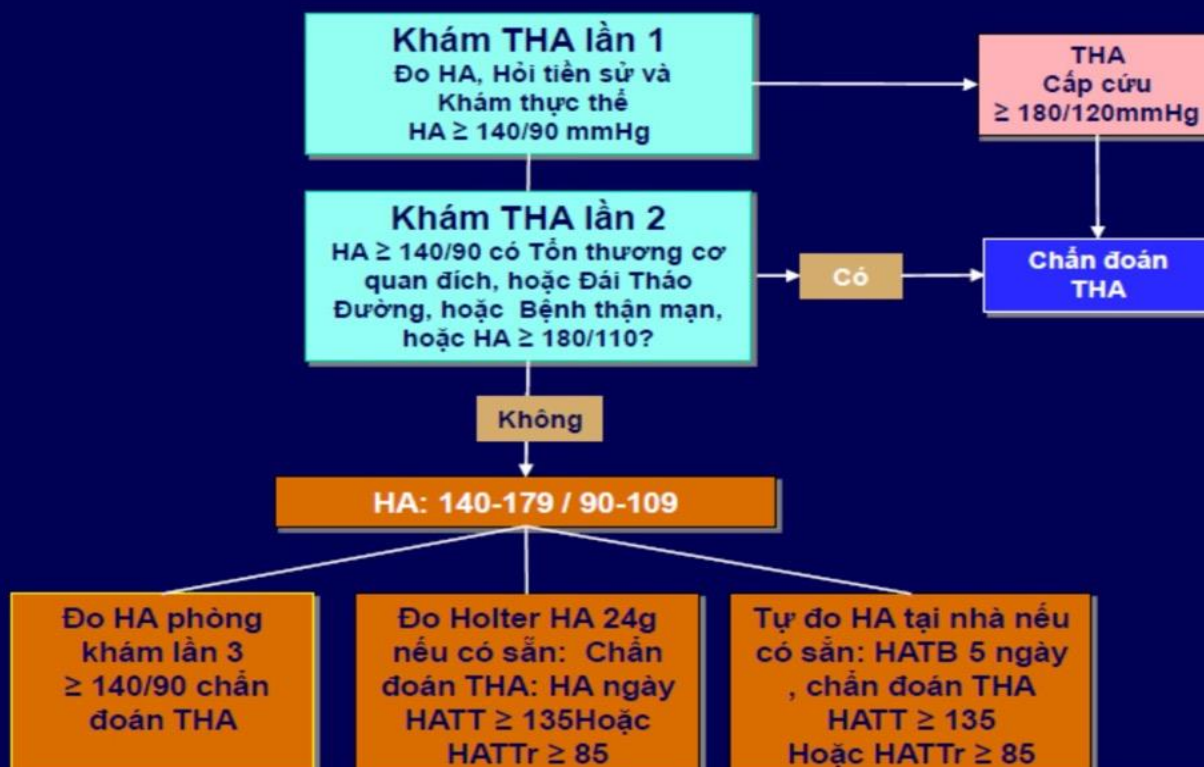 Khám THA lần 1
Đo HA, Hỏi tiền sử và
Khám thực thể
HA ≥ 140/90 mmHg
THA
Cấp cứu
≥ 180/120mmHg
Khám THA lần 2
HA ≥ 140/90 có Tổn thương cơ
quan đích, hoặc Đái Tháo
Đường, hoặc Bệnh thận mạn,
hoặc HA ≥ 180/110?
Có
Chẩn đoán
THA
Không
HA: 140-179 / 90-109
Đo HA phòng
khám lần 3
≥ 140/90 chẩn
đoán THA
Đo Holter HA 24g
nếu có sẵn: Chẩn
đoán THA: HA ngày
HATT ≥ 135Hoặc
HATTr ≥ 85
Tự đo HA tại nhà nếu
có sẵn: HATB 5 ngày
, chẩn đoán THA
HATT ≥ 135
Hoặc HATTr ≥ 85